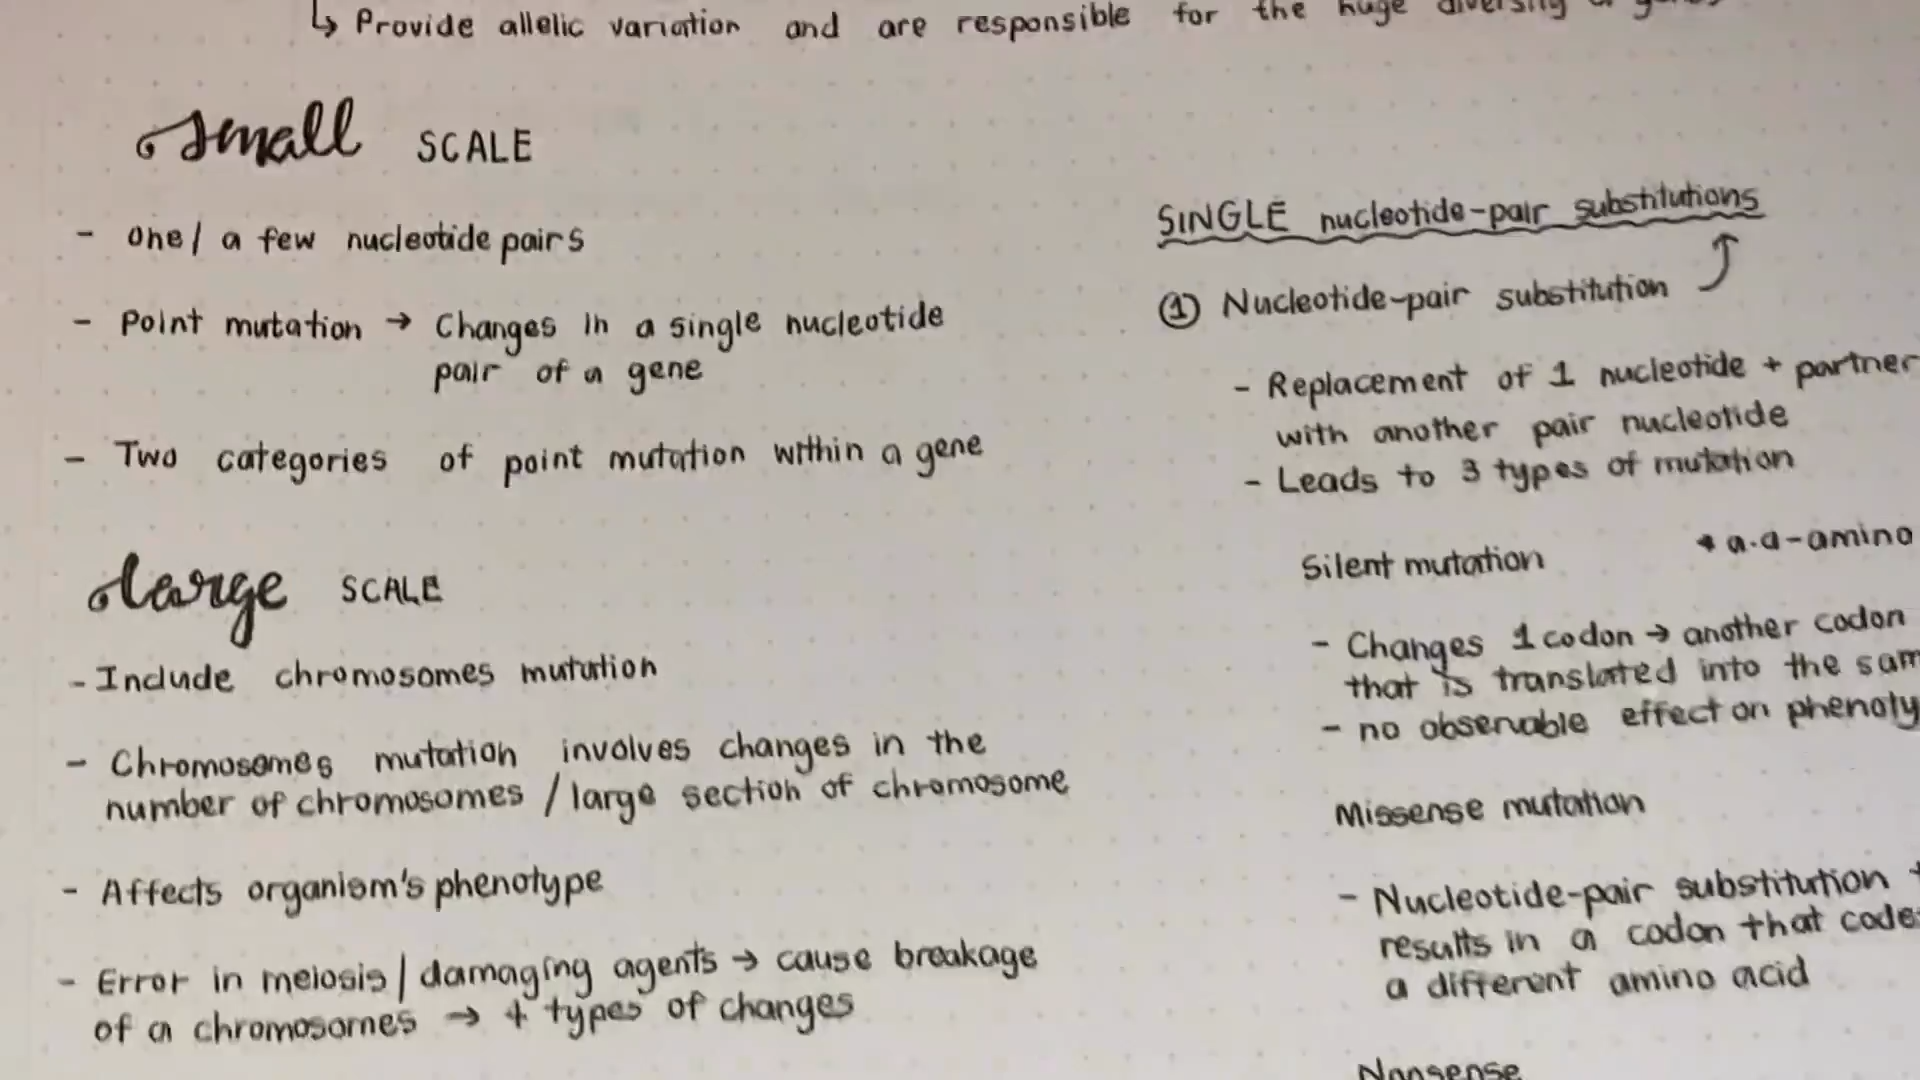 ↳ Provide allelic variation and are responsible for the huge diversity
small SCALE
- one / a few nucleotide pairs
- Point mutation → Changes in a single nucleotide
pair of a gene
- Two categories of point mutation within a gene
large SCALE
- Include chromosomes mutation
- Chromosomes mutation involves changes in the
number of chromosomes / large section of chromosome
- Affects organism's phenotype
- Error in meiosis / damaging agents → cause breakage
of a chromosomes → 4 types of changes
SINGLE nucleotide-pair substitutions
① Nucleotide-pair substitution
- Replacement of 1 nucleotide + partner
with another pair nucleotide
- Leads to 3 types of mutation
Silent mutation
* a.a - amino
- Changes 1 codon → another codon
that is translated into the sam
- no observable effect on phenoty
Missense mutation
- Nucleotide-pair substitution
results in a codon that code
a different amino acid
Nonsense